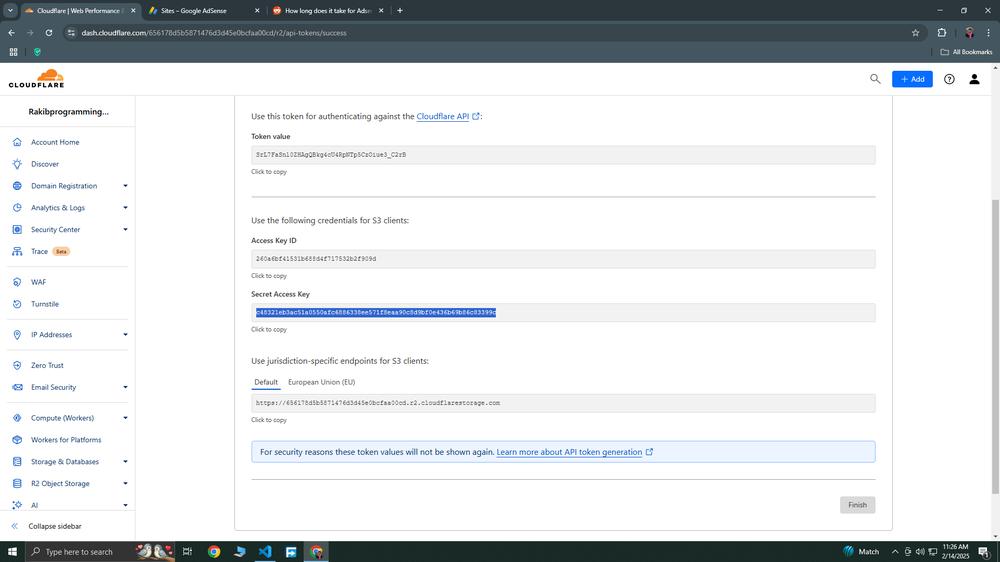 Cloudflare | Web Performance &
Sites – Google AdSense
How long does it take for Adse
dash.cloudflare.com/656178d5b5871476d3d45e0bcfaa00cd/r2/api-tokens/success
All Bookmarks
CLOUDFLARE
+ Add
Rakibprogramming...
Account Home
Discover
Domain Registration
Analytics & Logs
Security Center
Trace Beta
WAF
Turnstile
IP Addresses
Zero Trust
Email Security
Compute (Workers)
Workers for Platforms
Storage & Databases
R2 Object Storage
AI
Collapse sidebar
Use this token for authenticating against the Cloudflare API:
Token value
Click to copy
Use the following credentials for S3 clients:
Access Key ID
260a6bf41531b688d4f717532b2f909d
Click to copy
Secret Access Key
Click to copy
Use jurisdiction-specific endpoints for S3 clients:
Default European Union (EU)
https://656178d5b5871476d3d45e0bcfaa00cd.r2.cloudflarestorage.com
Click to copy
For security reasons these token values will not be shown again. Learn more about API token generation
Finish
Type here to search
Match
11:26 AM
2/14/2025